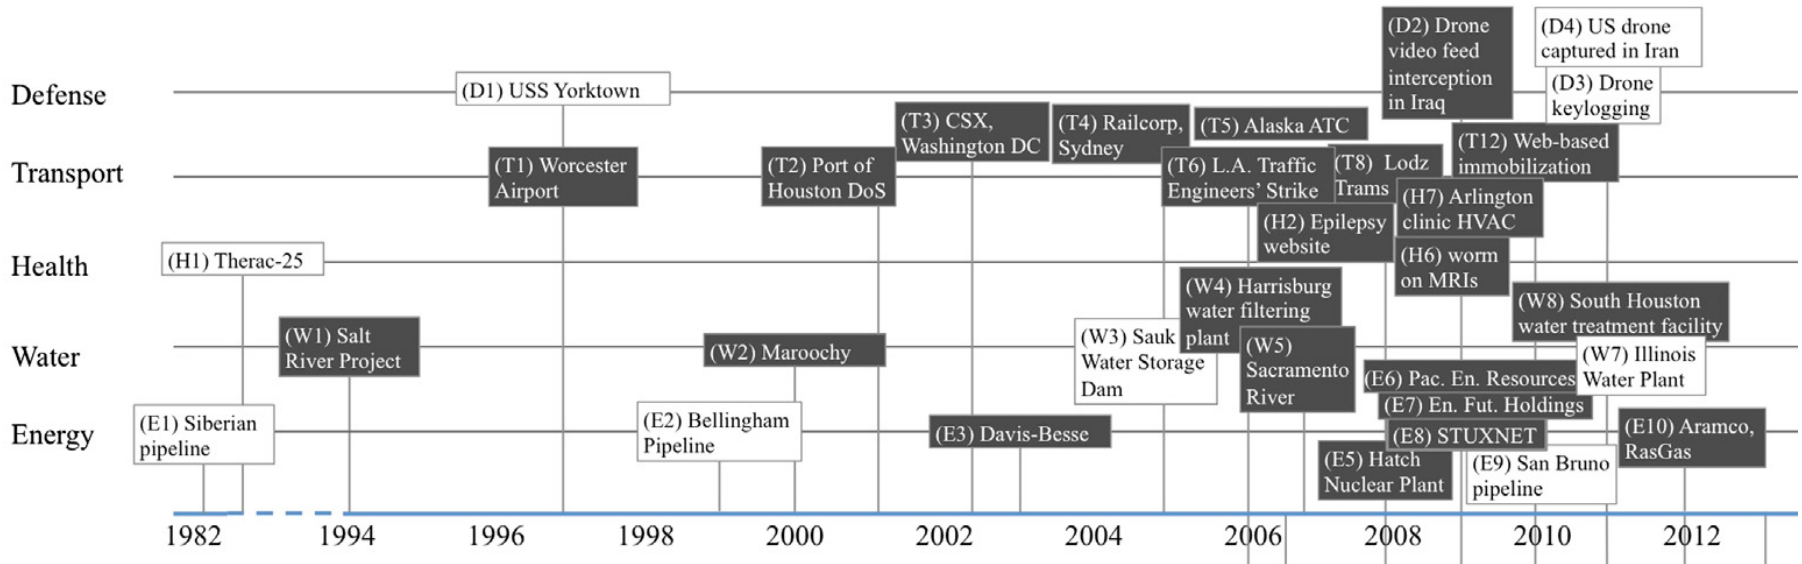 Defense
(D1) USS Yorktown
(D2) Drone
video feed
interception
in Iraq
(D4) US drone
captured in Iran
(D3) Drone
keylogging
Transport
(T1) Worcester
Airport
(T2) Port of
Houston DoS
(T3) CSX,
Washington DC
(T4) Railcorp,
Sydney
(T5) Alaska ATC
(T6) L.A. Traffic
Engineers’ Strike
(T8) Lodz
Trams
(T12) Web-based
immobilization
Health
(H1) Therac-25
(H2) Epilepsy
website
(H7) Arlington
clinic HVAC
(H6) worm
on MRIs
Water
(W1) Salt
River Project
(W2) Maroochy
(W3) Sauk
Water Storage
Dam
(W4) Harrisburg
water filtering
plant
(W5)
Sacramento
River
(W8) South Houston
water treatment facility
(W7) Illinois
Water Plant
Energy
(E1) Siberian
pipeline
(E2) Bellingham
Pipeline
(E3) Davis-Besse
(E6) Pac. En. Resources
(E7) En. Fut. Holdings
(E8) STUXNET
(E5) Hatch
Nuclear Plant
(E9) San Bruno
pipeline
(E10) Aramco,
RasGas
1982 1994 1996 1998 2000 2002 2004 2006 2008 2010 2012